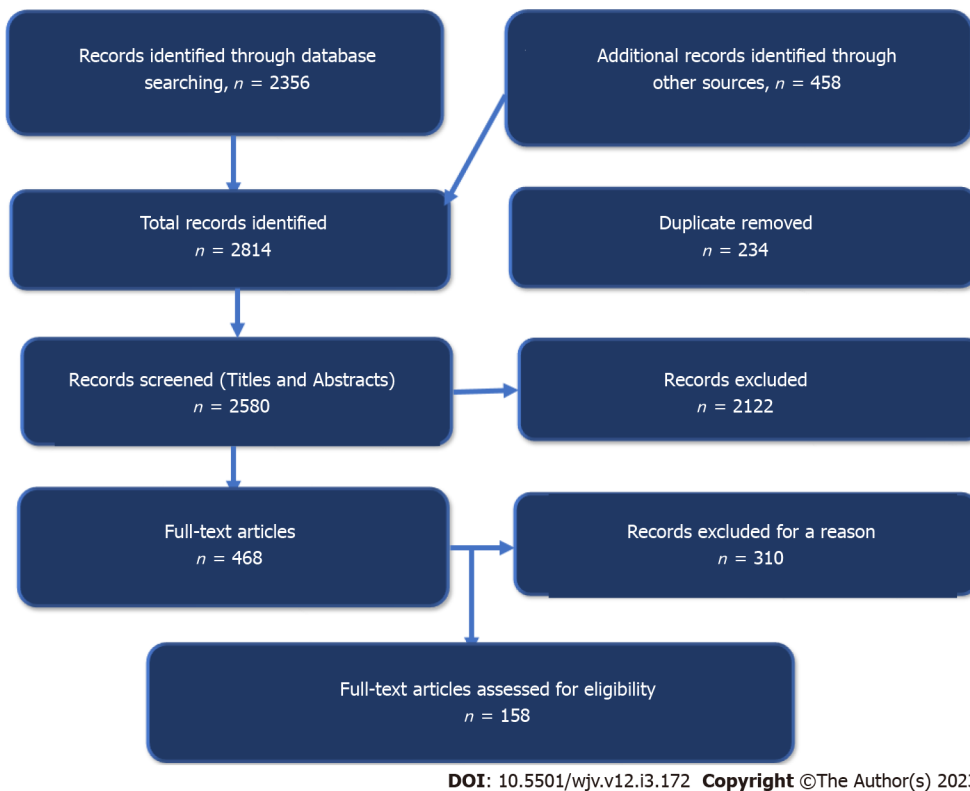 Records identified through database
searching, n = 2356
Additional records identified through
other sources, n = 458
Total records identified
n = 2814
Duplicate removed
n = 234
Records screened (Titles and Abstracts)
n = 2580
Records excluded
n = 2122
Full-text articles
n = 468
Records excluded for a reason
n = 310
Full-text articles assessed for eligibility
n = 158
DOI: 10.5501/wjv.v12.i3.172 Copyright ©The Author(s) 2023